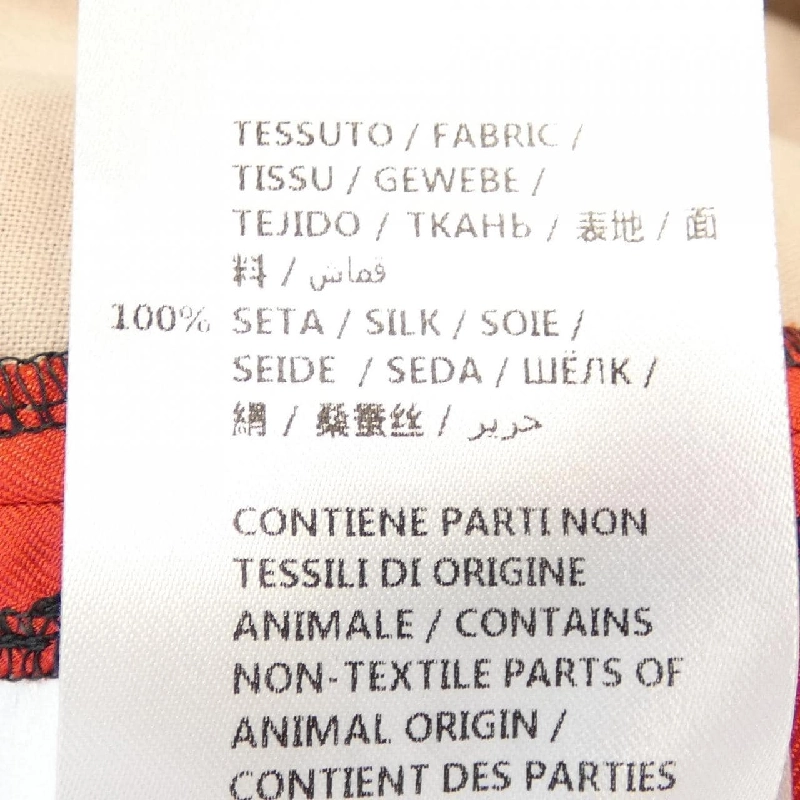 TESSUTO / FABRIC /
TISSU / GEWEBE /
TEJIDO / ТКАНЬ / 表地 / 面
料 / قماش
100% SETA / SILK / SOIE /
SEIDE / SEDA / ШЁЛК /
絹 / 桑蚕丝 / حرير
CONTIENE PARTI NON
TESSILI DI ORIGINE
ANIMALE / CONTAINS
NON-TEXTILE PARTS OF
ANIMAL ORIGIN /
CONTIENT DES PARTIES